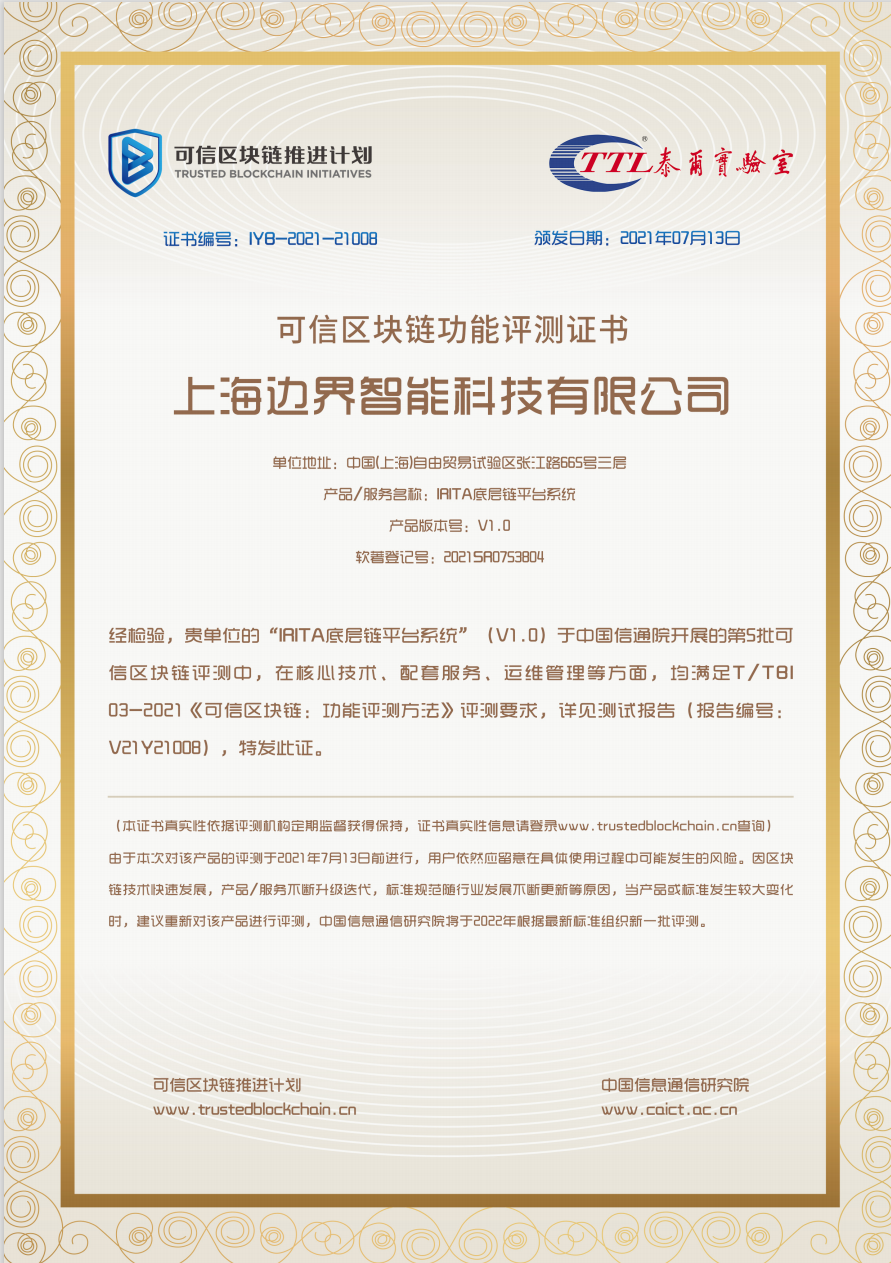 可信区块链推进计划
TRUSTED BLOCKCHAIN INITIATIVES
TTL泰爾實驗室
®
证书编号：IYB-2021-21008
颁发日期：2021年07月13日
可信区块链功能评测证书
上海边界智能科技有限公司
单位地址：中国(上海)自由贸易试验区张江路665号三层
产品/服务名称：IRITA底层链平台系统
产品版本号：V1.0
软著登记号：2021SR0753804
经检验，贵单位的“IRITA底层链平台系统”（V1.0）于中国信通院开展的第5批可
信区块链评测中，在核心技术、配套服务、运维管理等方面，均满足T/TBI
03-2021《可信区块链：功能评测方法》评测要求，详见测试报告（报告编号：
V21Y21008），特发此证。
（本证书真实性依据评测机构定期监督获得保持，证书真实性信息请登录www.trustedblockchain.cn查询）
由于本次对该产品的评测于2021年7月13日前进行，用户依然应留意在具体使用过程中可能发生的风险。因区块
链技术快速发展，产品/服务不断升级迭代，标准规范随行业发展不断更新等原因，当产品或标准发生较大变化
时，建议重新对该产品进行评测，中国信息通信研究院将于2022年根据最新标准组织新一批评测。
可信区块链推进计划
www.trustedblockchain.cn
中国信息通信研究院
www.caict.ac.cn